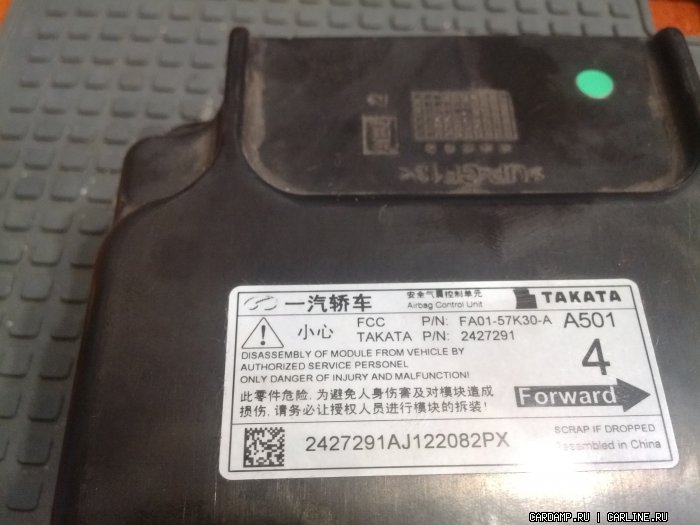 安全气囊控制单元
一汽轿车 Airbag Control Unit TAKATA
小心 FCC P/N: FA01-57K30-A A501
TAKATA P/N: 2427291 4
DISASSEMBLY OF MODULE FROM VEHICLE BY
AUTHORIZED SERVICE PERSONEL
ONLY DANGER OF INJURY AND MALFUNCTION!
Forward
此零件危险, 为避免人身伤害及对模块造成
损伤, 请务必让授权人员进行模块的拆装!
SCRAP IF DROPPED
2427291AJ122082PX Assembled in China
CARDAMP.RU | CARLINE.RU